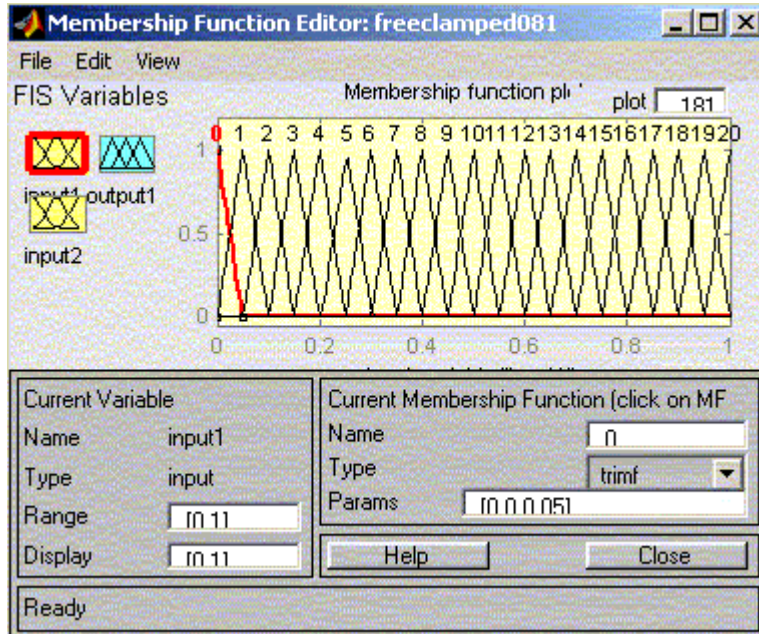 Membership Function Editor: freeclamped081
File Edit View
FIS Variables
Membership function pl
plot 181
0 1 2 3 4 5 6 7 8 9 10 11 12 13 14 15 16 17 18 19 20
1
0.5
0
0 0.2 0.4 0.6 0.8 1
input1 output1
input2
Current Variable
Name input1
Type input
Range [0 1]
Display [0 1]
Current Membership Function (click on MF
Name 0
Type trimf
Params [0 0 0.05]
Help Close
Ready